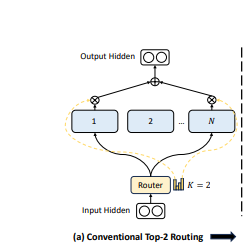 Output Hidden
1 2 ... N
Router K = 2
Input Hidden
(a) Conventional Top-2 Routing